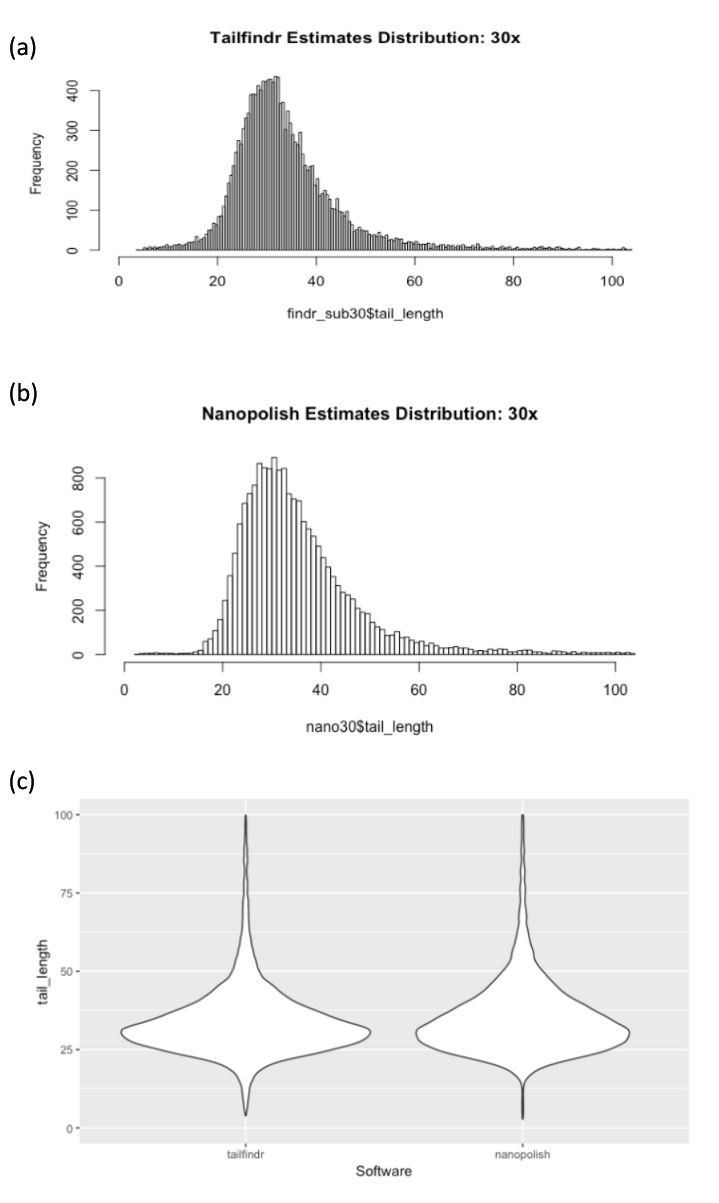 (a)
Tailfindr Estimates Distribution: 30x
Frequency
0 100 200 300 400
0 20 40 60 80 100
findr_sub30$tail_length
(b)
Nanopolish Estimates Distribution: 30x
Frequency
0 200 400 600 800
0 20 40 60 80 100
nano30$tail_length
(c)
tail_length
100
75
50
25
0
tailfindr nanopolish
Software